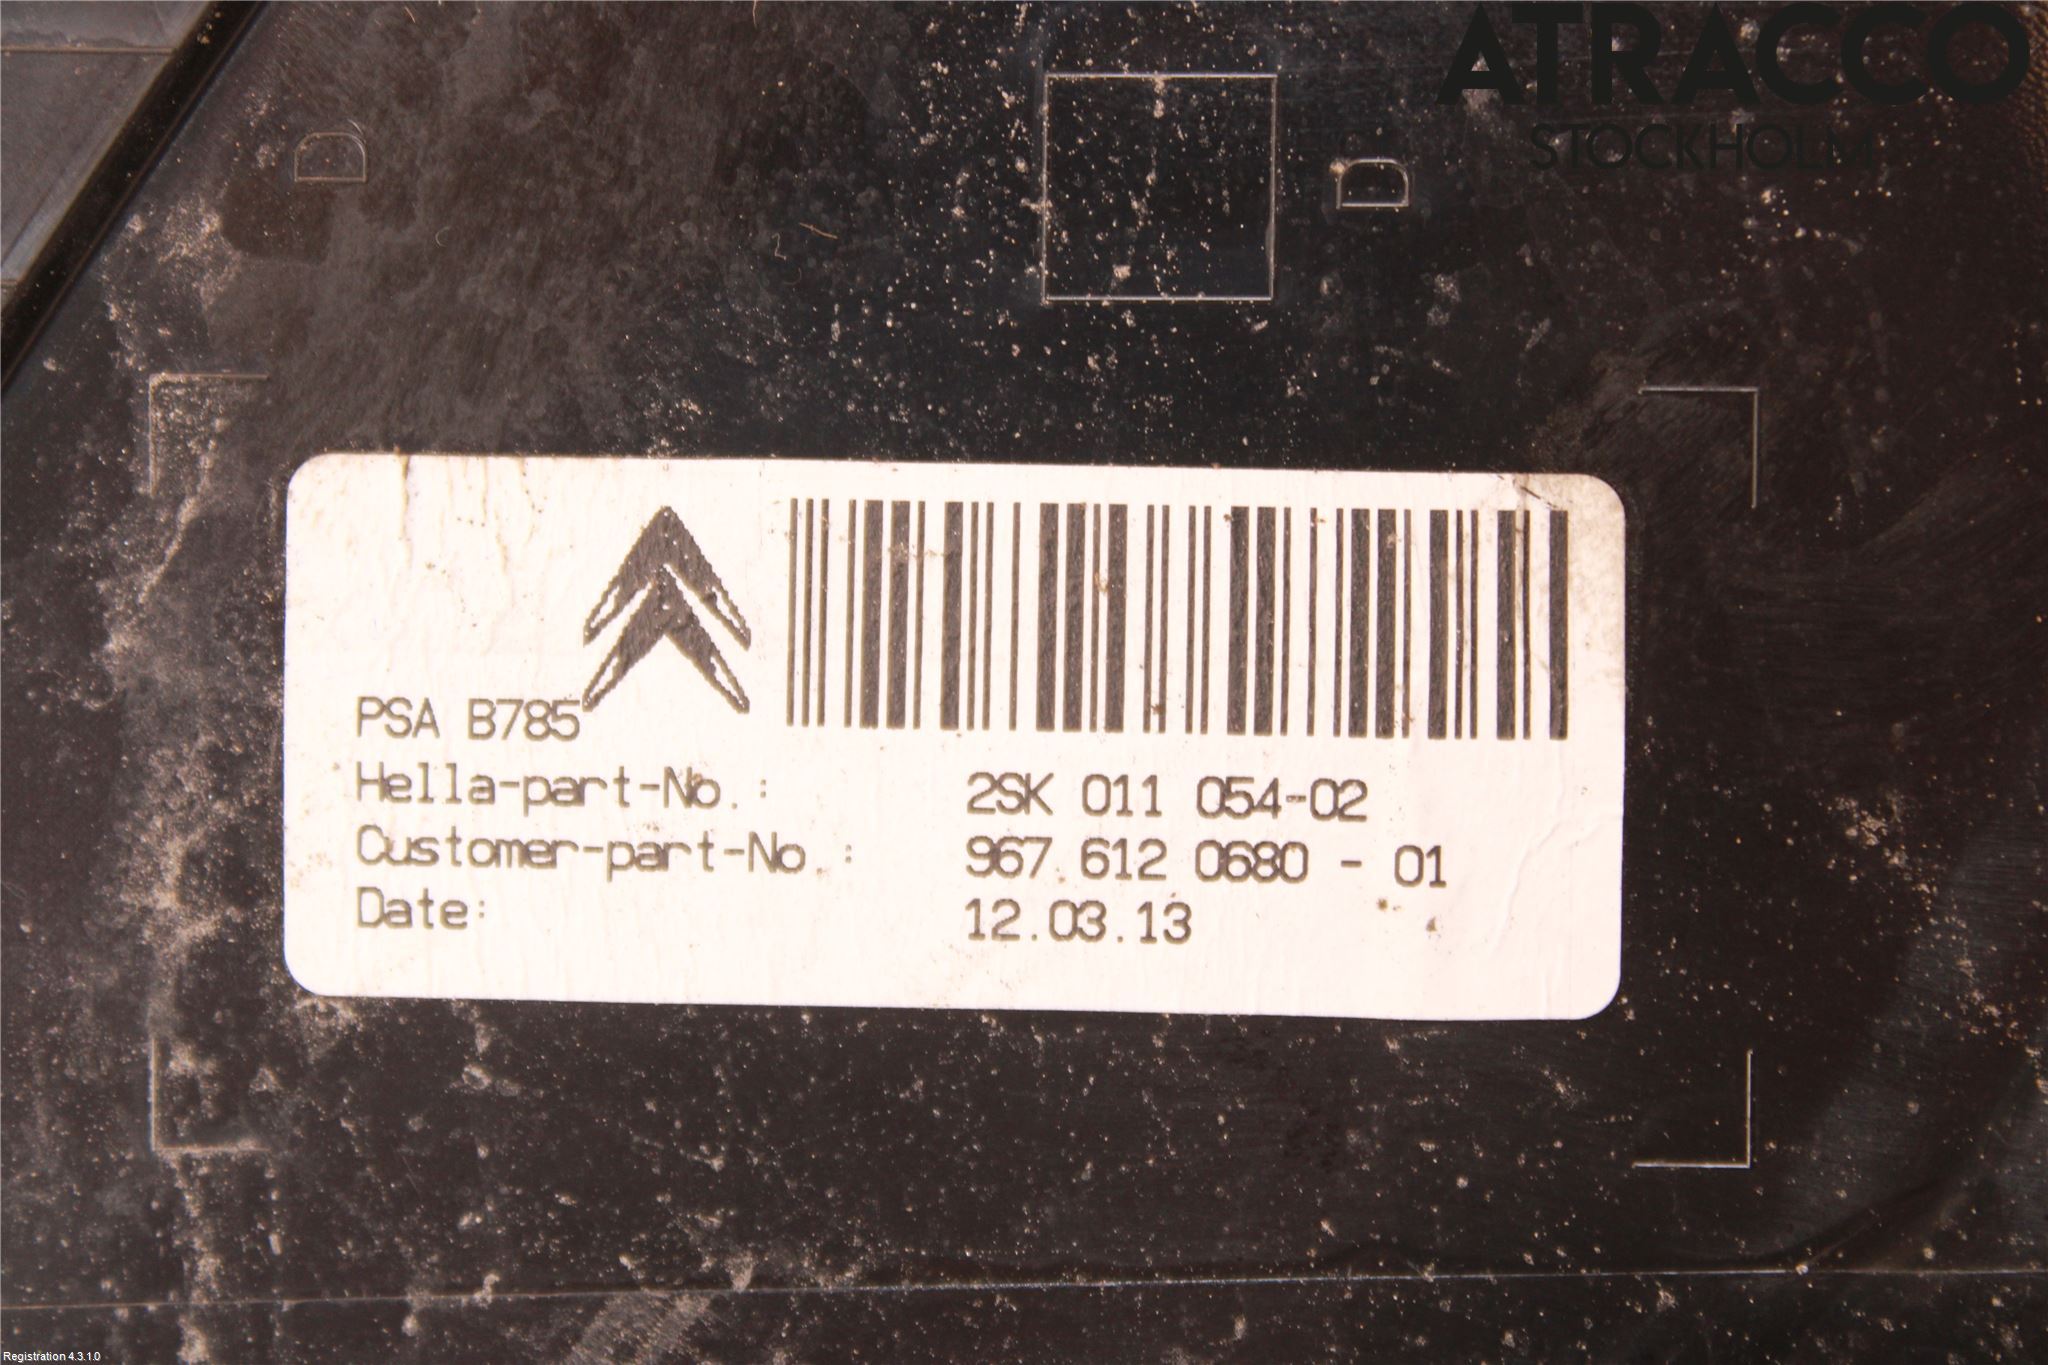 ATRACCO
STOCKHOLM
D
D
PSA B785
Hella-part-No.: 2SK 011 054-02
Customer-part-No.: 967 612 0680 - 01
Date: 12.03.13
Registration 4.3.1.0